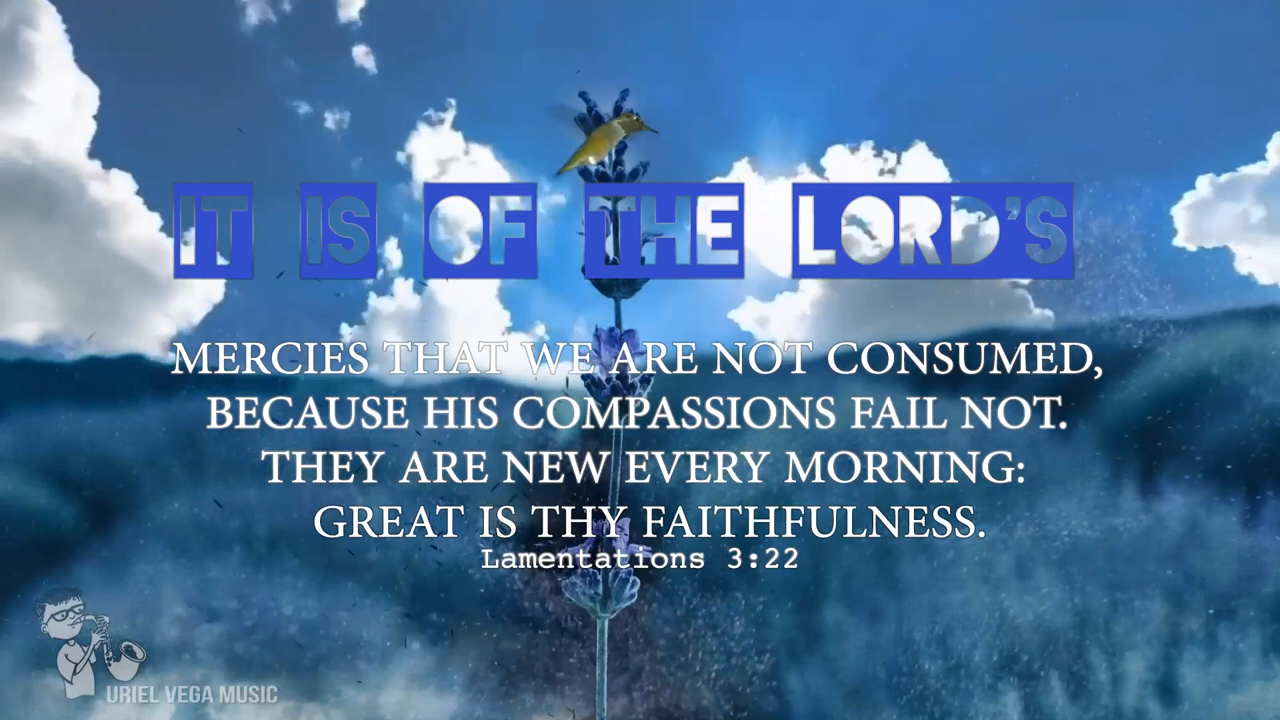 IT IS OF THE LORD'S
MERCIES THAT WE ARE NOT CONSUMED,
BECAUSE HIS COMPASSIONS FAIL NOT.
THEY ARE NEW EVERY MORNING:
GREAT IS THY FAITHFULNESS.
Lamentations 3:22
URIEL VEGA MUSIC